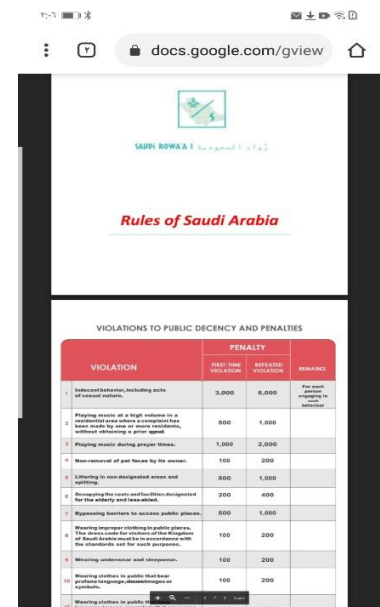 docs.google.com/gview
SAUDI ROWA'A |
Rules of Saudi Arabia
VIOLATIONS TO PUBLIC DECENCY AND PENALTIES
PENALTY
VIOLATION
FIRST-TIME VIOLATION
REPEATED VIOLATION
REMARKS
1 Indecent behavior, including acts of sexual nature. 3,000 6,000 For each person engaging in such behaviour
2 Playing music at a high volume in a residential area where a complaint has been made by one or more residents, without obtaining a prior 500 1,000
3 Playing music during prayer times. 1,000 2,000
4 Non-removal of pet feces by its owner. 100 200
5 Littering in non-designated areas and spitting. 500 1,000
6 Occupying the seats and facilities designated for the elderly and less-abled. 200 400
7 Bypassing barriers to access public places. 500 1,000
8 Wearing improper clothing in public places. The dress code for visitors of the Kingdom of Saudi Arabia must be in accordance with the standards set for such purposes. 100 200
9 Wearing underwear and sleepwear. 100 200
10 Wearing clothes in public that bear profane language, images or symbols. 100 200
Wearing clothes in public